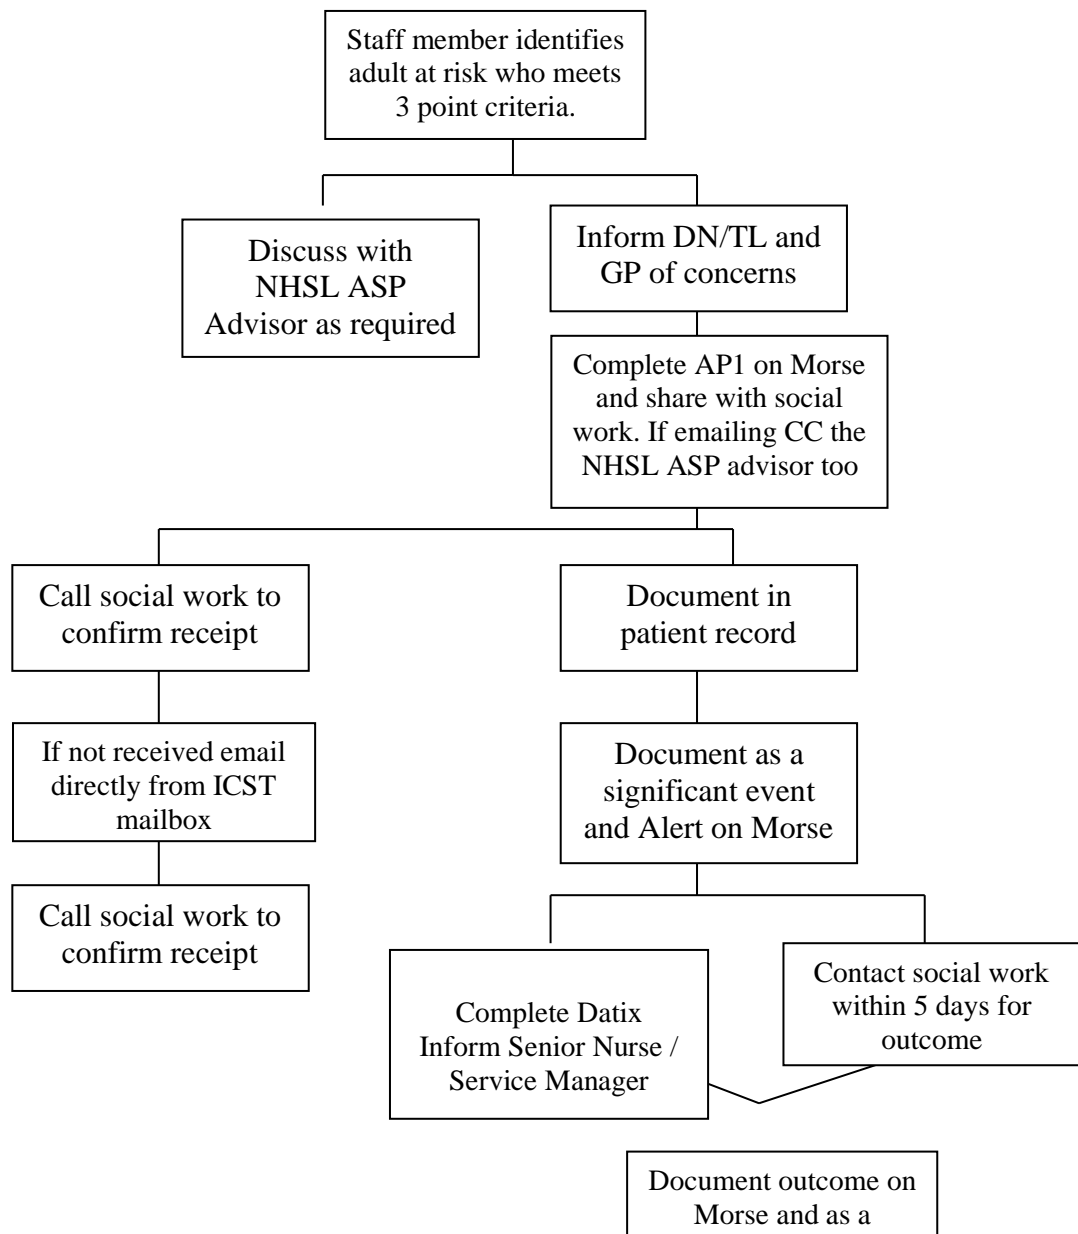 Staff member identifies
adult at risk who meets
3 point criteria.
Discuss with
NHSL ASP
Advisor as required
Inform DN/TL and
GP of concerns
Complete AP1 on Morse
and share with social
work. If emailing CC the
NHSL ASP advisor too
Call social work to
confirm receipt
Document in
patient record
If not received email
directly from ICST
mailbox
Document as a
significant event
and Alert on Morse
Call social work to
confirm receipt
Complete Datix
Inform Senior Nurse /
Service Manager
Contact social work
within 5 days for
outcome
Document outcome on
Morse and as a